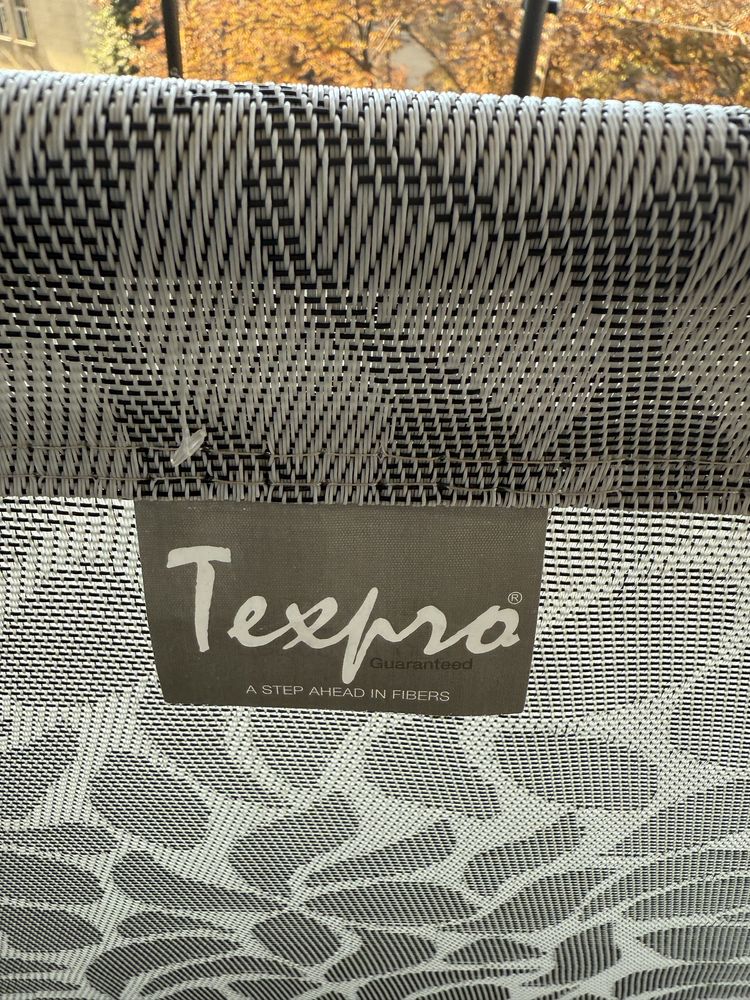 Texpro®
Guaranteed
A STEP AHEAD IN FIBERS